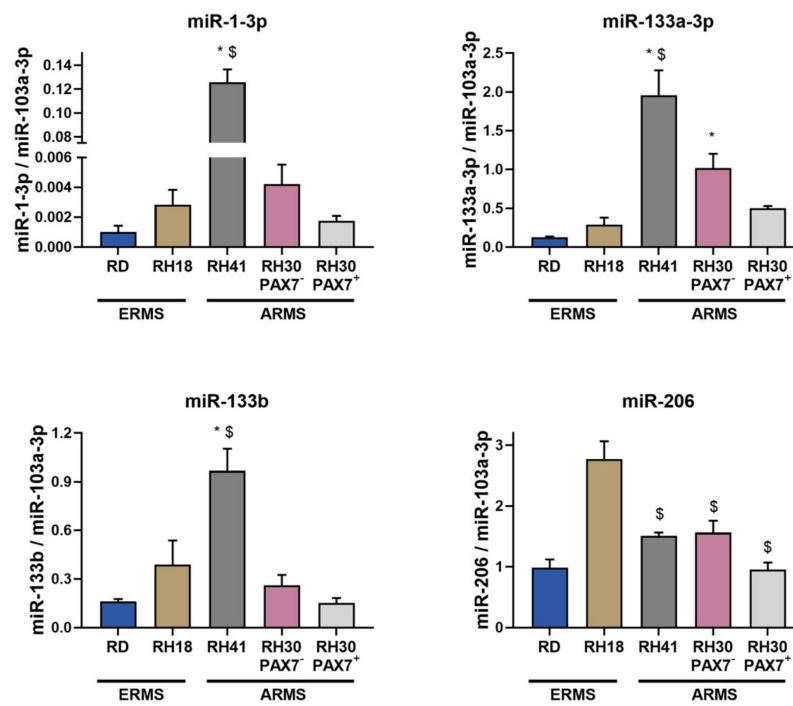 miR-1-3p
miR-1-3p / miR-103a-3p
0.14
0.12
0.10
0.08
0.006
0.004
0.002
0.000
* $
RD RH18 RH41 RH30 RH30
PAX7⁻ PAX7⁺
ERMS ARMS
miR-133a-3p
miR-133a-3p / miR-103a-3p
2.5
2.0
1.5
1.0
0.5
0.0
* $
*
RD RH18 RH41 RH30 RH30
PAX7⁻ PAX7⁺
ERMS ARMS
miR-133b
miR-133b / miR-103a-3p
1.2
0.9
0.6
0.3
0.0
* $
RD RH18 RH41 RH30 RH30
PAX7⁻ PAX7⁺
ERMS ARMS
miR-206
miR-206 / miR-103a-3p
3
2
1
0
$ $ $
RD RH18 RH41 RH30 RH30
PAX7⁻ PAX7⁺
ERMS ARMS